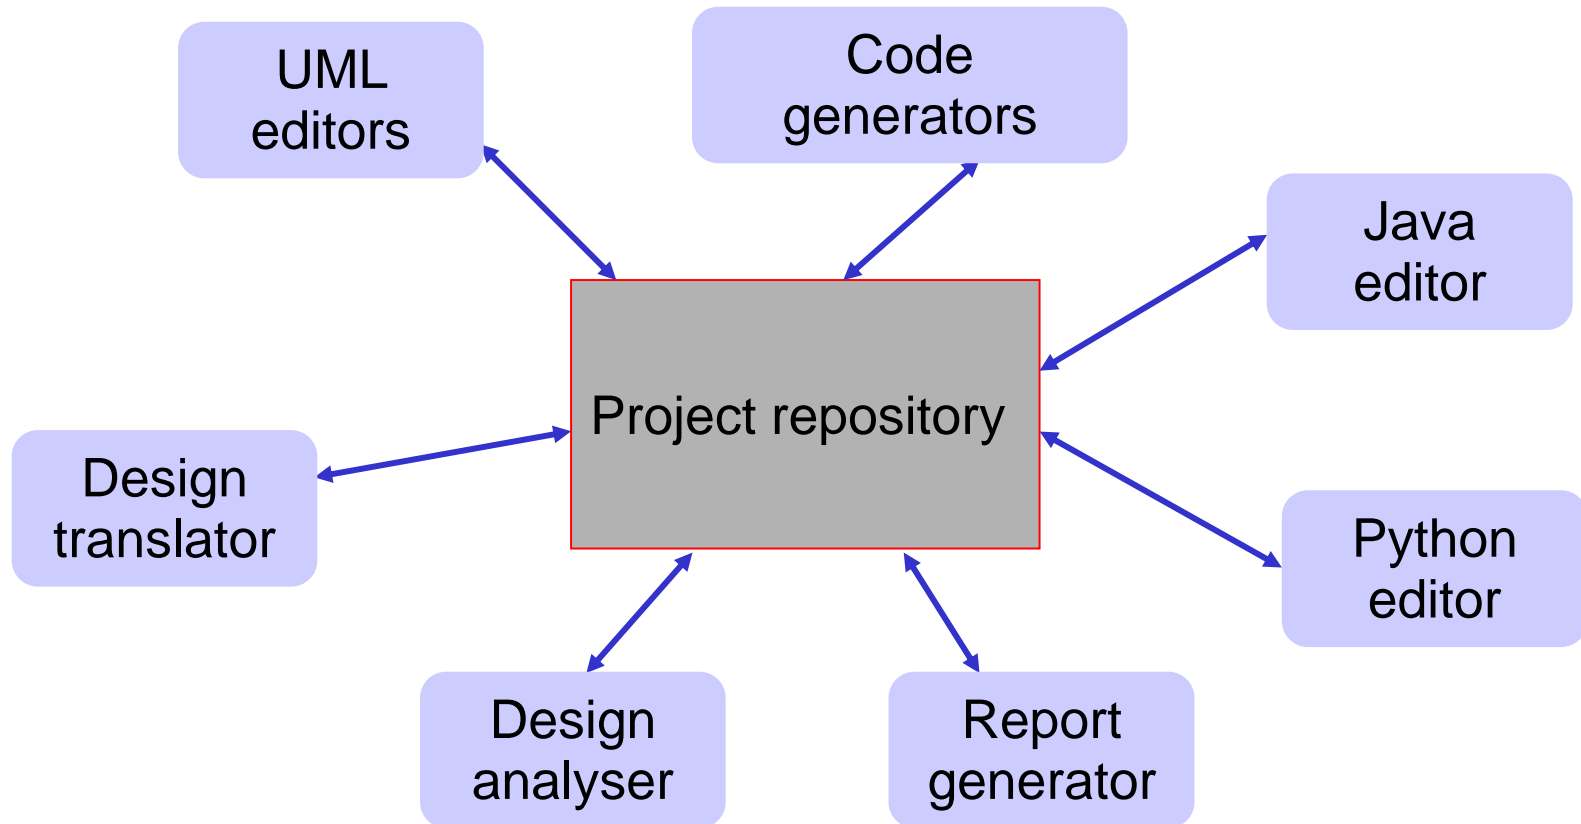 UML
editors
Code
generators
Java
editor
Project repository
Design
translator
Python
editor
Design
analyser
Report
generator